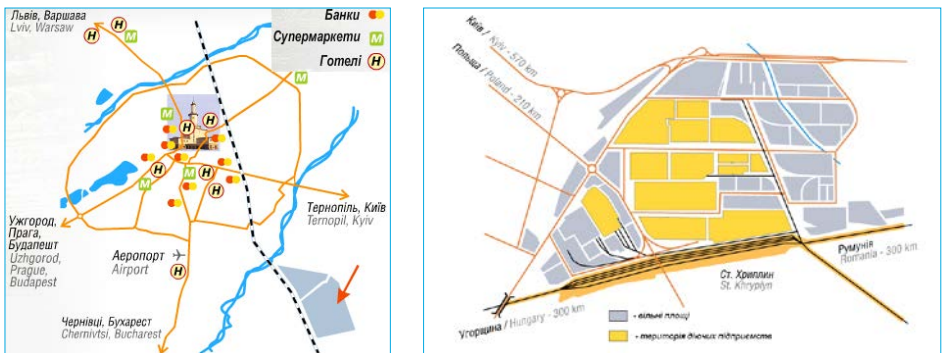 Львів, Варшава
Lviv, Warsaw
Банки
Супермаркети
Готелі
H
H
H
M
M
M
H
H
H
M
M
H
H
M
Ужгород,
Прага,
Будапешт
Uzhgorod,
Prague,
Budapest
Тернопіль, Київ
Ternopil, Kyiv
Аеропорт
Airport
H
Чернівці, Бухарест
Chernivtsi, Bucharest
Київ / Kyiv - 570 km
Польща / Poland - 210 km
Румунія
Romania - 300 km
Ст. Хриплин
St. Khryplyn
Угорщина / Hungary - 300 km
- вільні площі
- територія діючих підприємств